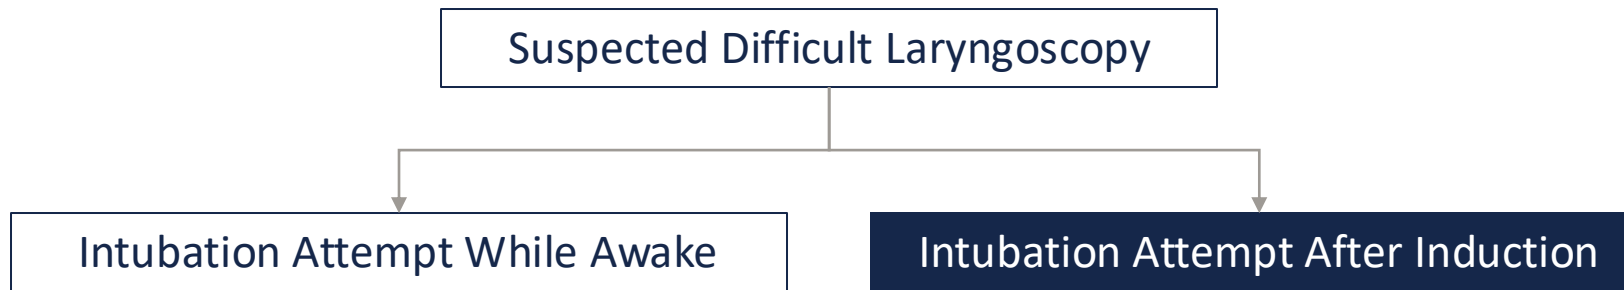 Suspected Difficult Laryngoscopy
Intubation Attempt While Awake
Intubation Attempt After Induction